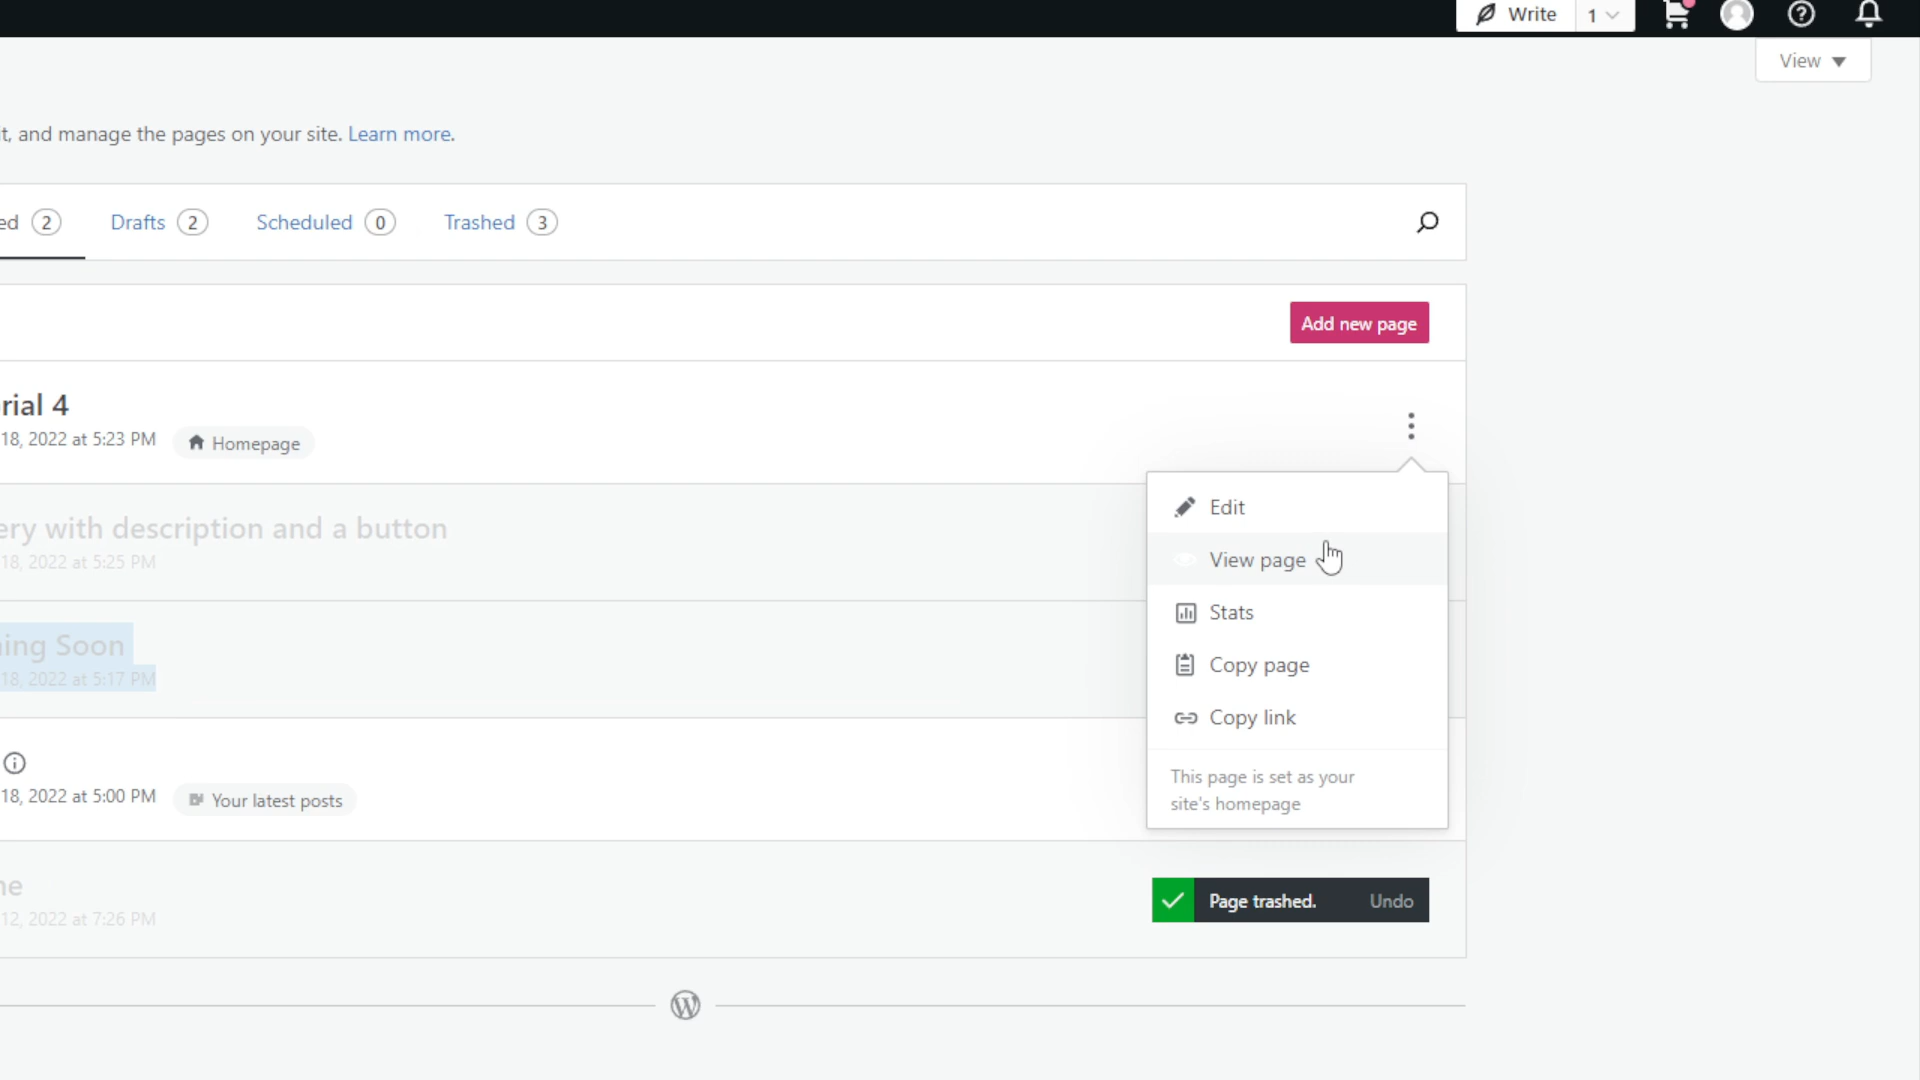 Write 1
View
t, and manage the pages on your site. Learn more.
ed 2 Drafts 2 Scheduled 0 Trashed 3
Add new page
rial 4
18, 2022 at 5:23 PM Homepage
Edit
ery with description and a button
View page
18, 2022 at 5:25 PM
Stats
ing Soon
Copy page
18, 2022 at 5:17 PM
Copy link
This page is set as your
site's homepage
18, 2022 at 5:00 PM Your latest posts
ne
Page trashed. Undo
12, 2022 at 7:26 PM